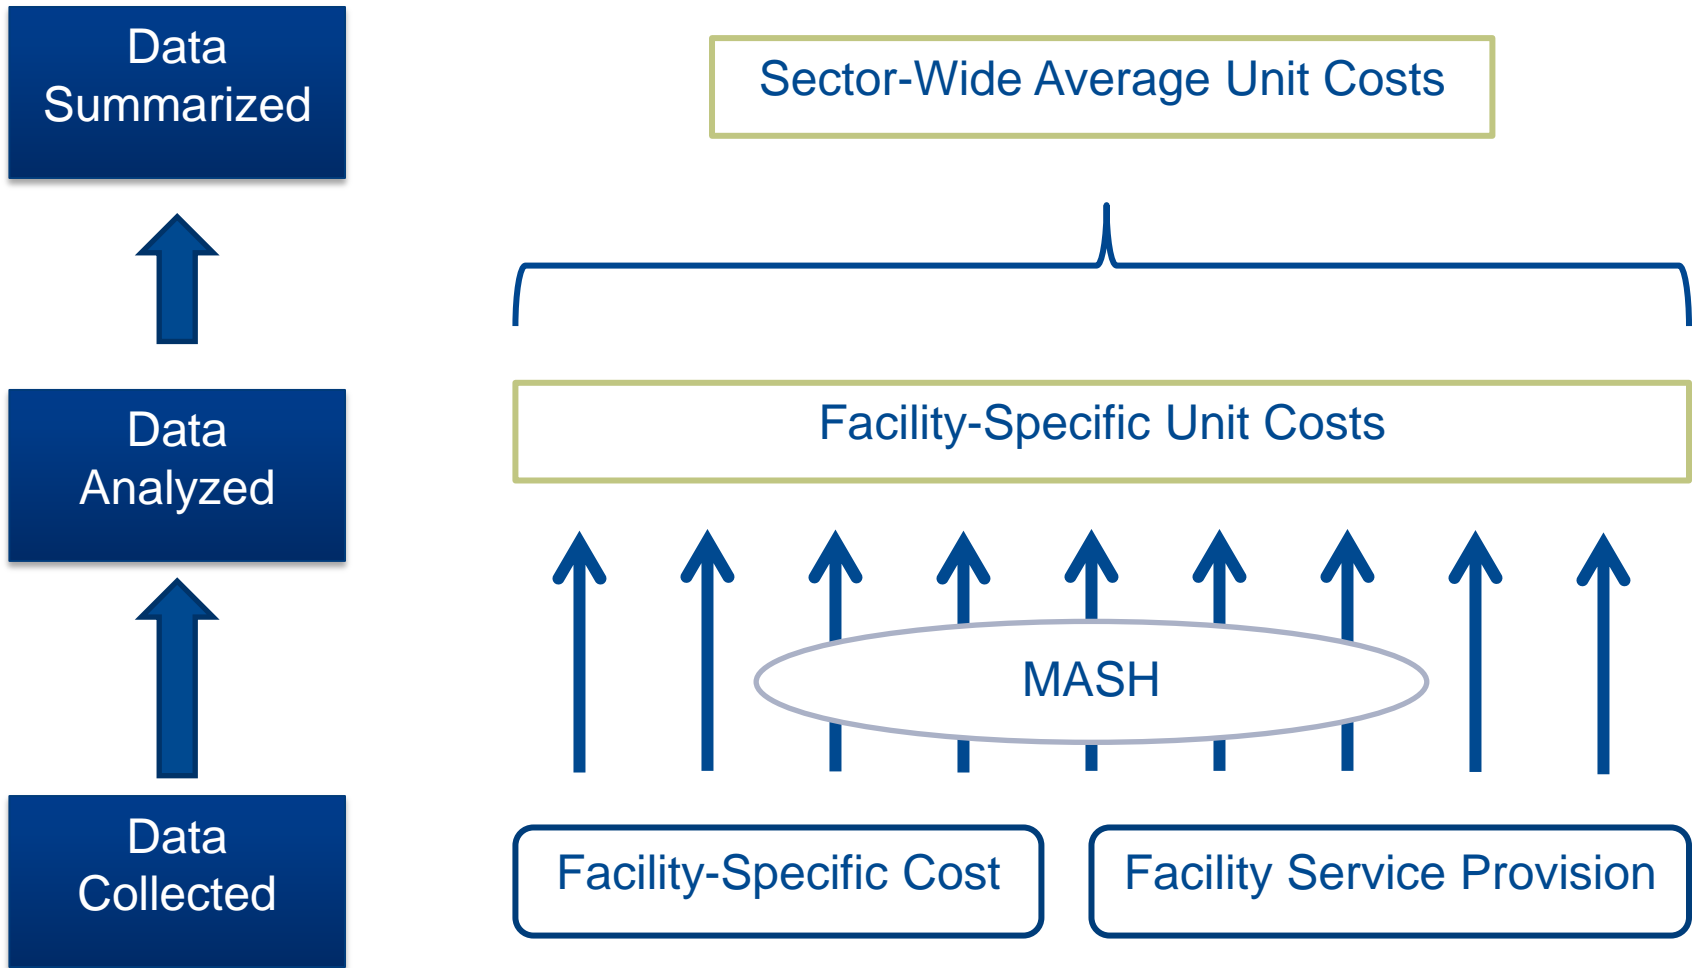 Data
Summarized
Sector-Wide Average Unit Costs
Data
Analyzed
Facility-Specific Unit Costs
MASH
Data
Collected
Facility-Specific Cost
Facility Service Provision